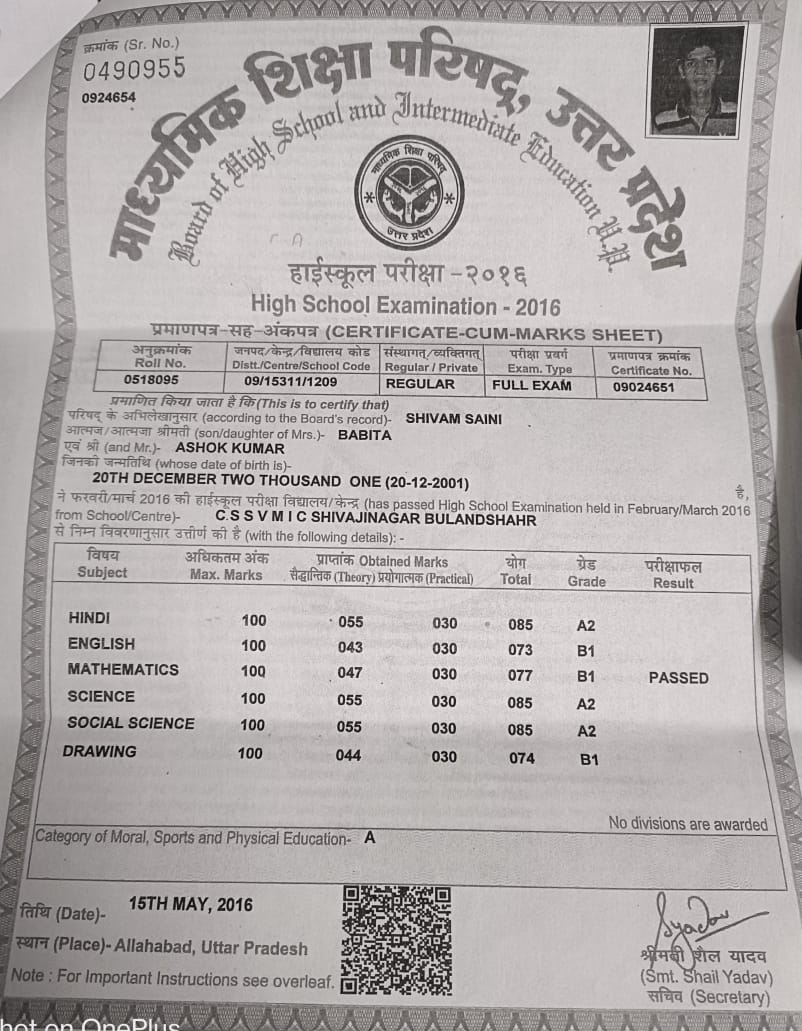 क्रमांक (Sr. No.)
0490955
0924654
माध्यमिक शिक्षा परिषद्, उत्तर प्रदेश
Board of High School and Intermediate Education U.P.
माध्यमिक शिक्षा परिषद्
उत्तर प्रदेश
हाईस्कूल परीक्षा -२०१६
High School Examination - 2016
प्रमाणपत्र-सह-अंकपत्र (CERTIFICATE-CUM-MARKS SHEET)
अनुक्रमांक जनपद/केन्द्र/विद्यालय कोड संस्थागत/व्यक्तिगत परीक्षा प्रवर्ग प्रमाणपत्र क्रमांक
Roll No. Distt./Centre/School Code Regular / Private Exam. Type Certificate No.
0518095 09/15311/1209 REGULAR FULL EXAM 09024651
प्रमाणित किया जाता है कि(This is to certify that)
परिषद् के अभिलेखानुसार (according to the Board's record)- SHIVAM SAINI
आत्मज/आत्मजा श्रीमती (son/daughter of Mrs.)- BABITA
एवं श्री (and Mr.)- ASHOK KUMAR
जिनकी जन्मतिथि (whose date of birth is)-
20TH DECEMBER TWO THOUSAND ONE (20-12-2001) है,
ने फरवरी/मार्च 2016 की हाईस्कूल परीक्षा विद्यालय/केन्द्र (has passed High School Examination held in February/March 2016
from School/Centre)- C.S S V M I C SHIVAJINAGAR BULANDSHAHR
से निम्न विवरणानुसार उत्तीर्ण की है (with the following details): -
विषय अधिकतम अंक प्राप्तांक Obtained Marks योग ग्रेड परीक्षाफल
Subject Max. Marks सैद्धान्तिक (Theory) प्रयोगात्मक (Practical) Total Grade Result
HINDI 100 055 030 085 A2
ENGLISH 100 043 030 073 B1
MATHEMATICS 100 047 030 077 B1 PASSED
SCIENCE 100 055 030 085 A2
SOCIAL SCIENCE 100 055 030 085 A2
DRAWING 100 044 030 074 B1
No divisions are awarded
Category of Moral, Sports and Physical Education- A
तिथि (Date)- 15TH MAY, 2016
स्थान (Place)- Allahabad, Uttar Pradesh
Note : For Important Instructions see overleaf.
Syadav
श्रीमती शैल यादव
(Smt. Shail Yadav)
सचिव (Secretary)
hot on OnePlus